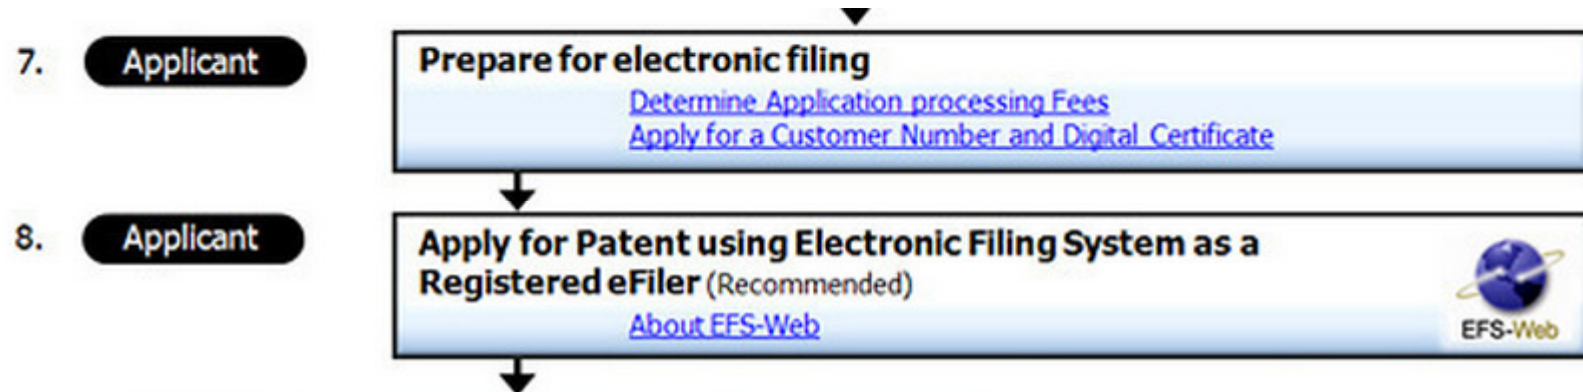 7. Applicant
Prepare for electronic filing
Determine Application processing Fees
Apply for a Customer Number and Digital Certificate
8. Applicant
Apply for Patent using Electronic Filing System as a
Registered eFiler (Recommended)
About EFS-Web
EFS-Web